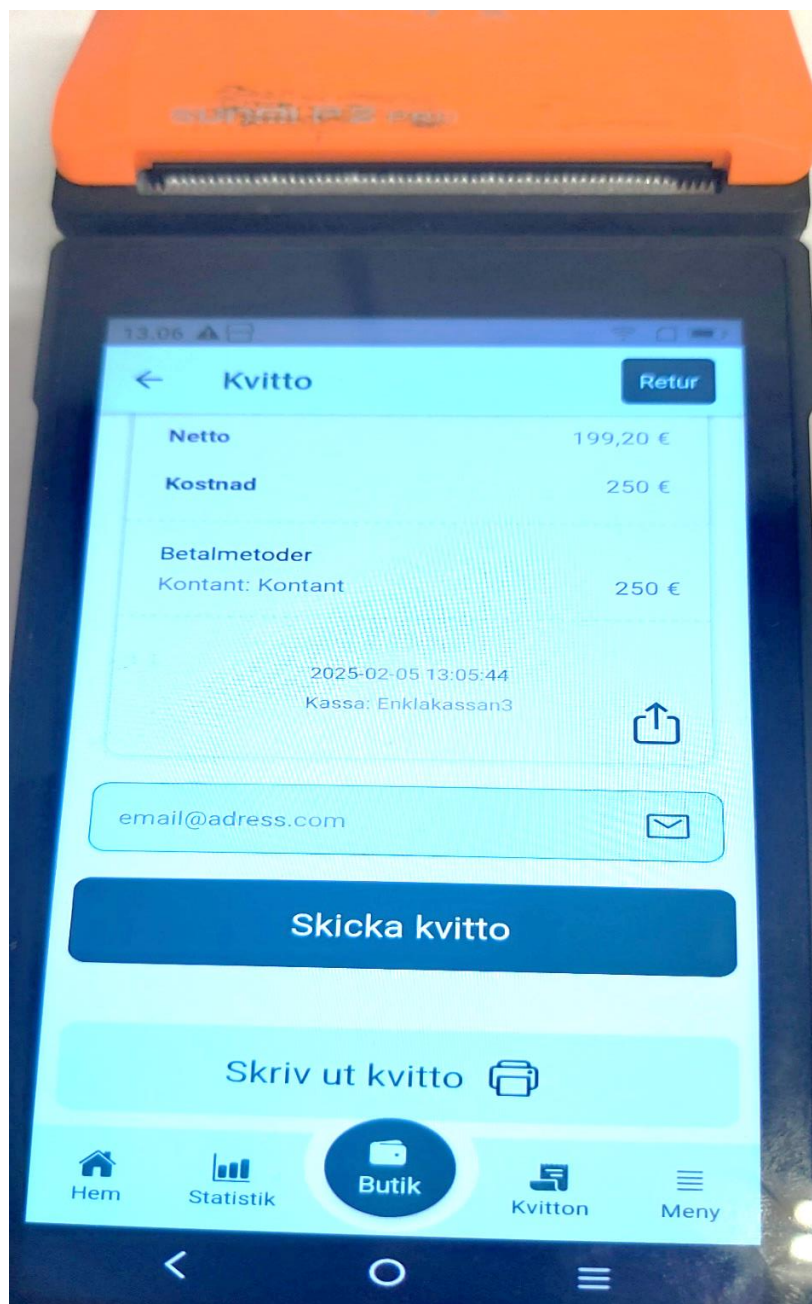 13.06
Kvitto
Retur
Netto 199,20 €
Kostnad 250 €
Betalmetoder
Kontant: Kontant 250 €
2025-02-05 13:05:44
Kassa: Enklakassan3
email@adress.com
Skicka kvitto
Skriv ut kvitto
Hem Statistik Butik Kvitton Meny